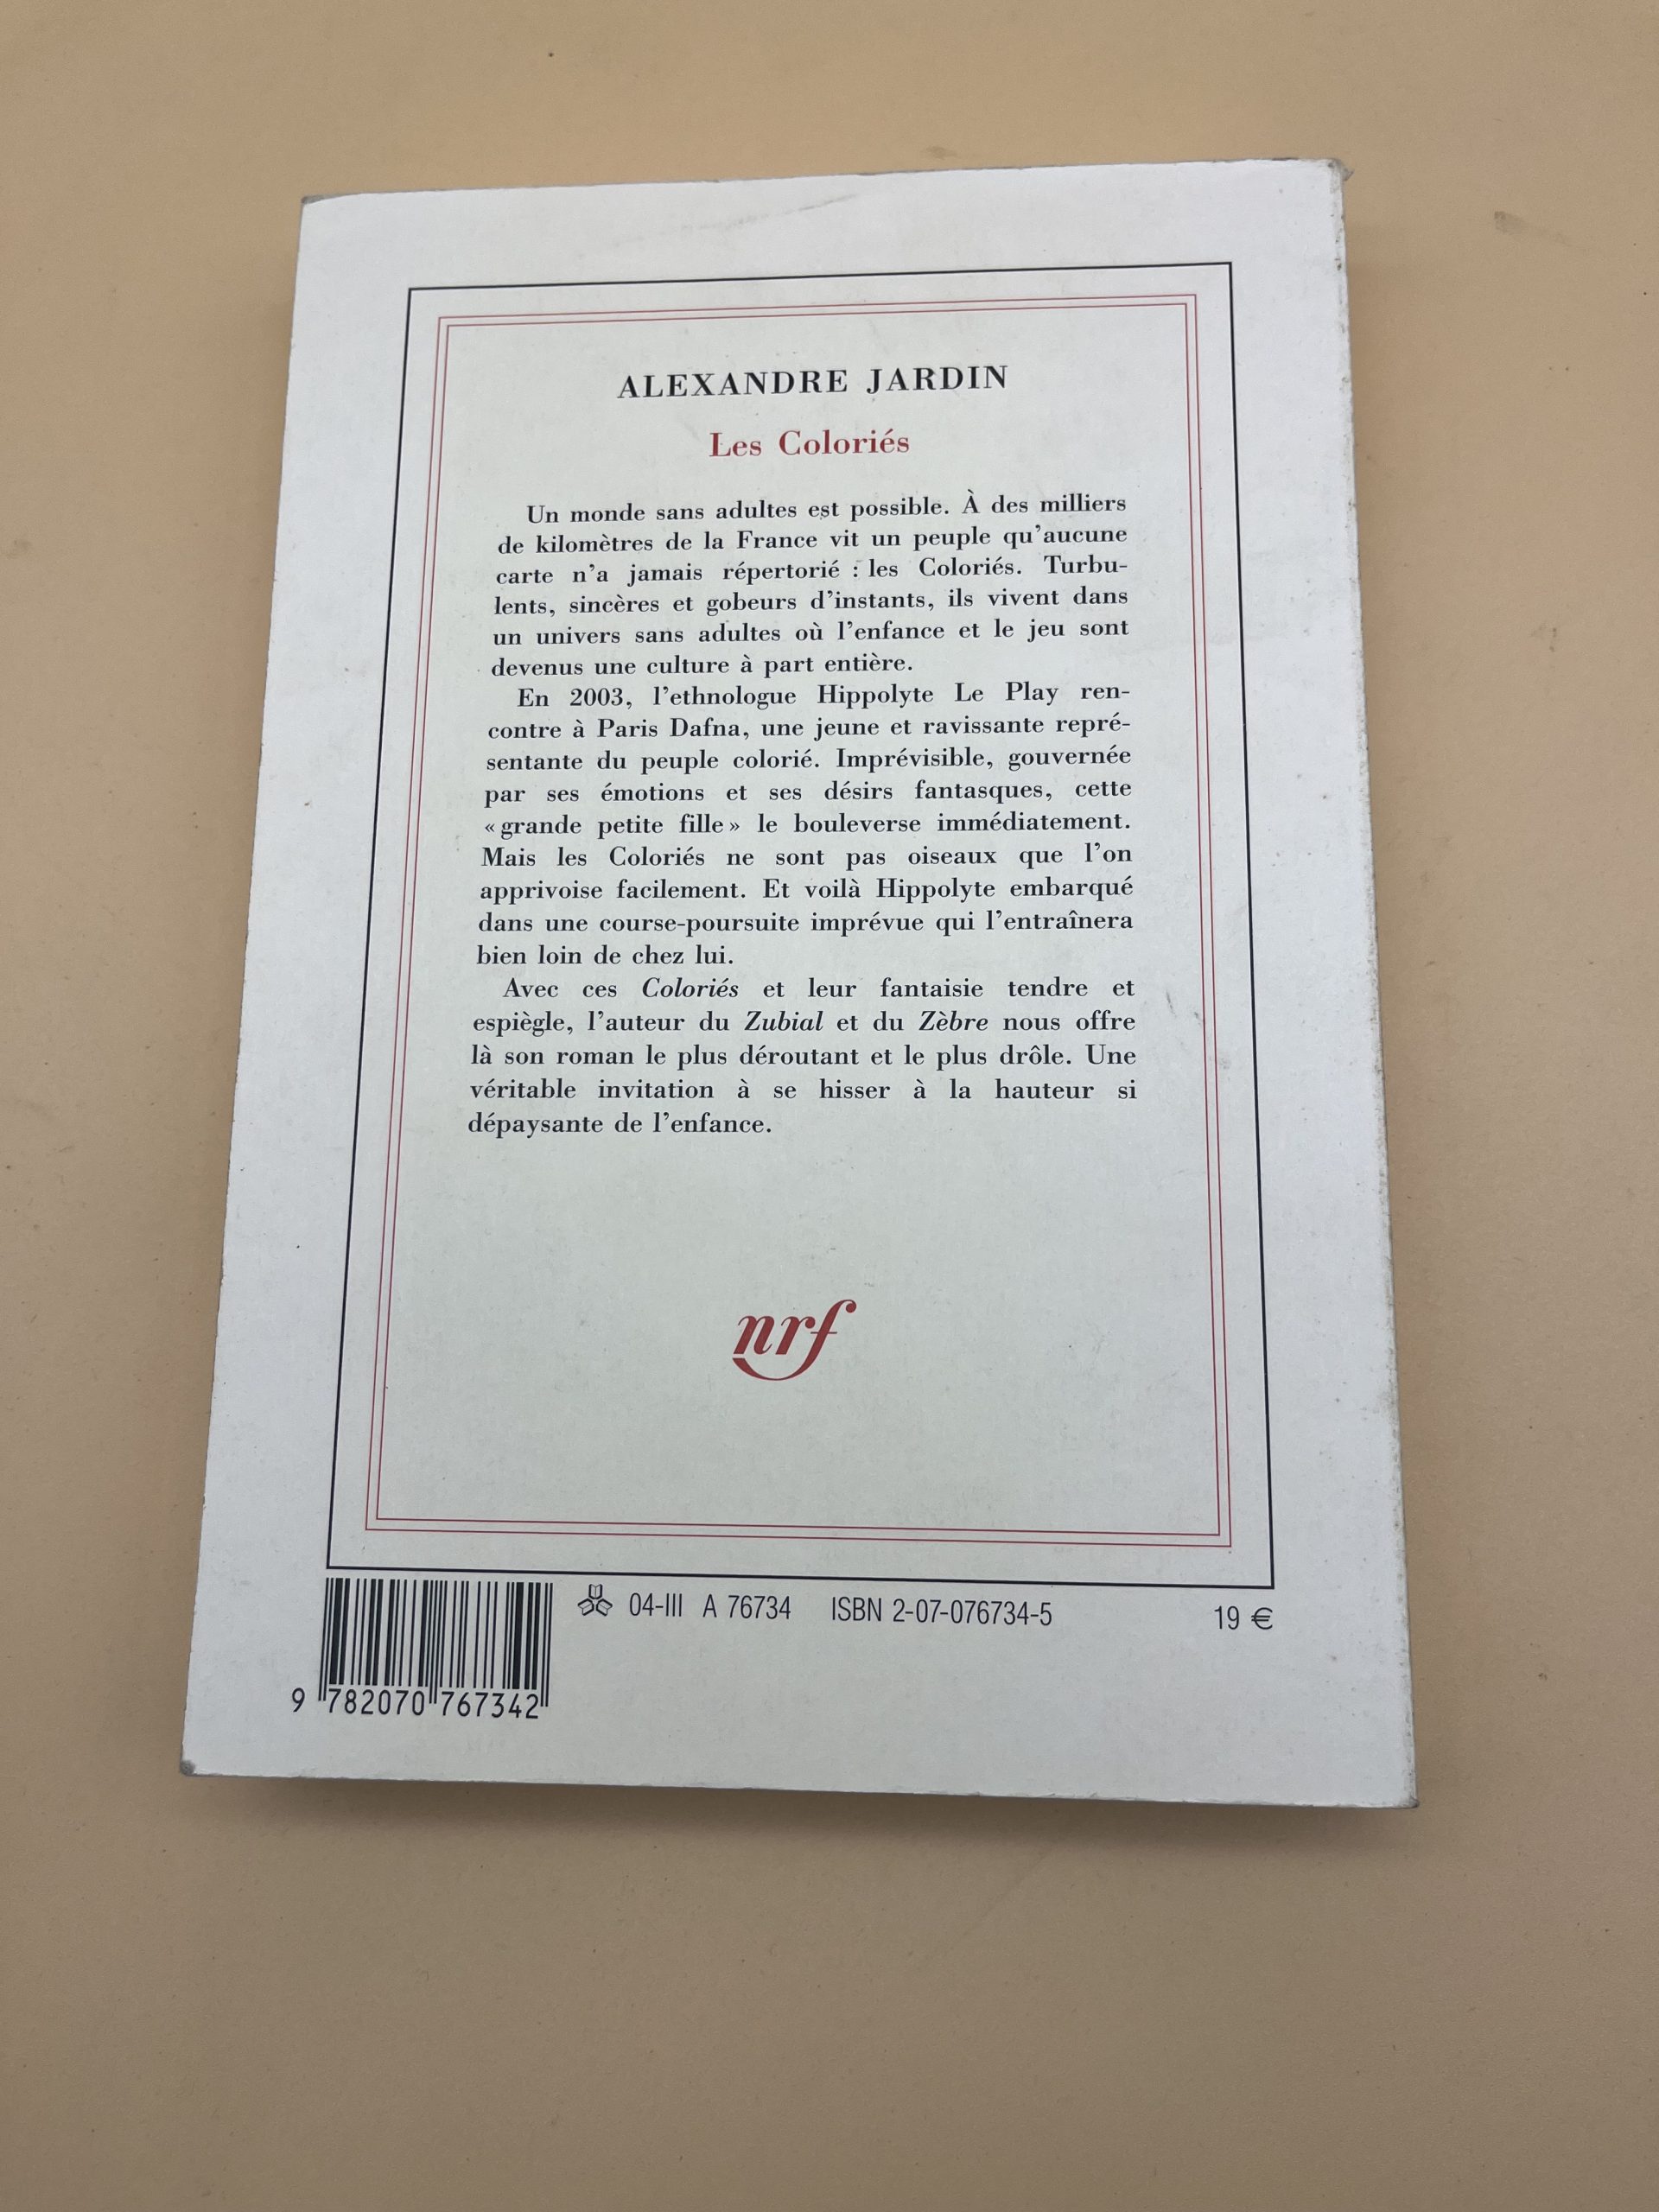 ALEXANDRE JARDIN
Les Coloriés
Un monde sans adultes est possible. À des milliers
de kilomètres de la France vit un peuple qu'aucune
carte n'a jamais répertorié : les Coloriés. Turbu-
lents, sincères et gobeurs d'instants, ils vivent dans
un univers sans adultes où l'enfance et le jeu sont
devenus une culture à part entière.
En 2003, l'ethnologue Hippolyte Le Play ren-
contre à Paris Dafna, une jeune et ravissante repré-
sentante du peuple colorié. Imprévisible, gouvernée
par ses émotions et ses désirs fantasques, cette
« grande petite fille » le bouleverse immédiatement.
Mais les Coloriés ne sont pas oiseaux que l'on
apprivoise facilement. Et voilà Hippolyte embarqué
dans une course-poursuite imprévue qui l'entraînera
bien loin de chez lui.
Avec ces Coloriés et leur fantaisie tendre et
espiègle, l'auteur du Zubial et du Zèbre nous offre
là son roman le plus déroutant et le plus drôle. Une
véritable invitation à se hisser à la hauteur si
dépaysante de l'enfance.
nrf
04-III A 76734 ISBN 2-07-076734-5 19 €
9 782070 767342